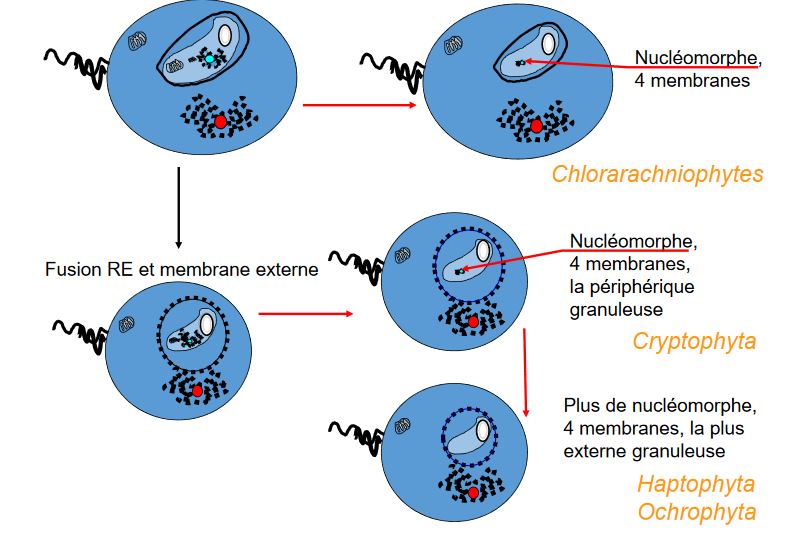 Nucléomorphe,
4 membranes
Chlorarachniophytes
Fusion RE et membrane externe
Nucléomorphe,
4 membranes,
la périphérique
granuleuse
Cryptophyta
Plus de nucléomorphe,
4 membranes, la plus
externe granuleuse
Haptophyta
Ochrophyta